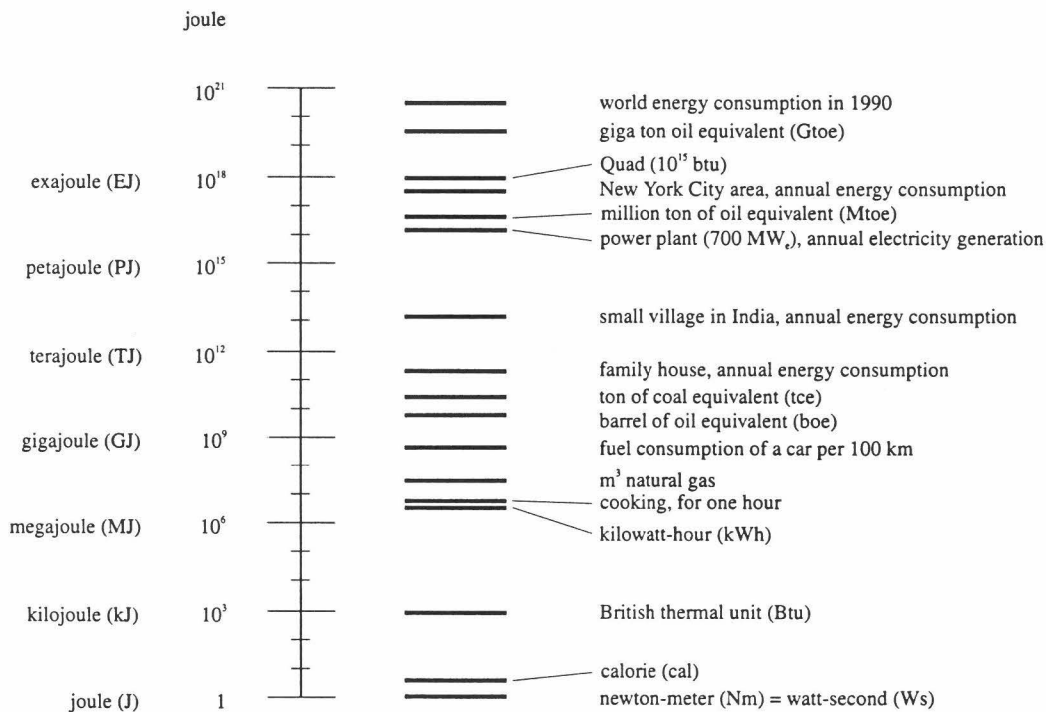 joule
10²¹
world energy consumption in 1990
giga ton oil equivalent (Gtoe)
Quad (10¹⁵ btu)
exajoule (EJ) 10¹⁸
New York City area, annual energy consumption
million ton of oil equivalent (Mtoe)
power plant (700 MWₑ), annual electricity generation
petajoule (PJ) 10¹⁵
small village in India, annual energy consumption
terajoule (TJ) 10¹²
family house, annual energy consumption
ton of coal equivalent (tce)
barrel of oil equivalent (boe)
gigajoule (GJ) 10⁹
fuel consumption of a car per 100 km
m³ natural gas
cooking, for one hour
megajoule (MJ) 10⁶
kilowatt-hour (kWh)
kilojoule (kJ) 10³ British thermal unit (Btu)
calorie (cal)
joule (J) 1 newton-meter (Nm) = watt-second (Ws)